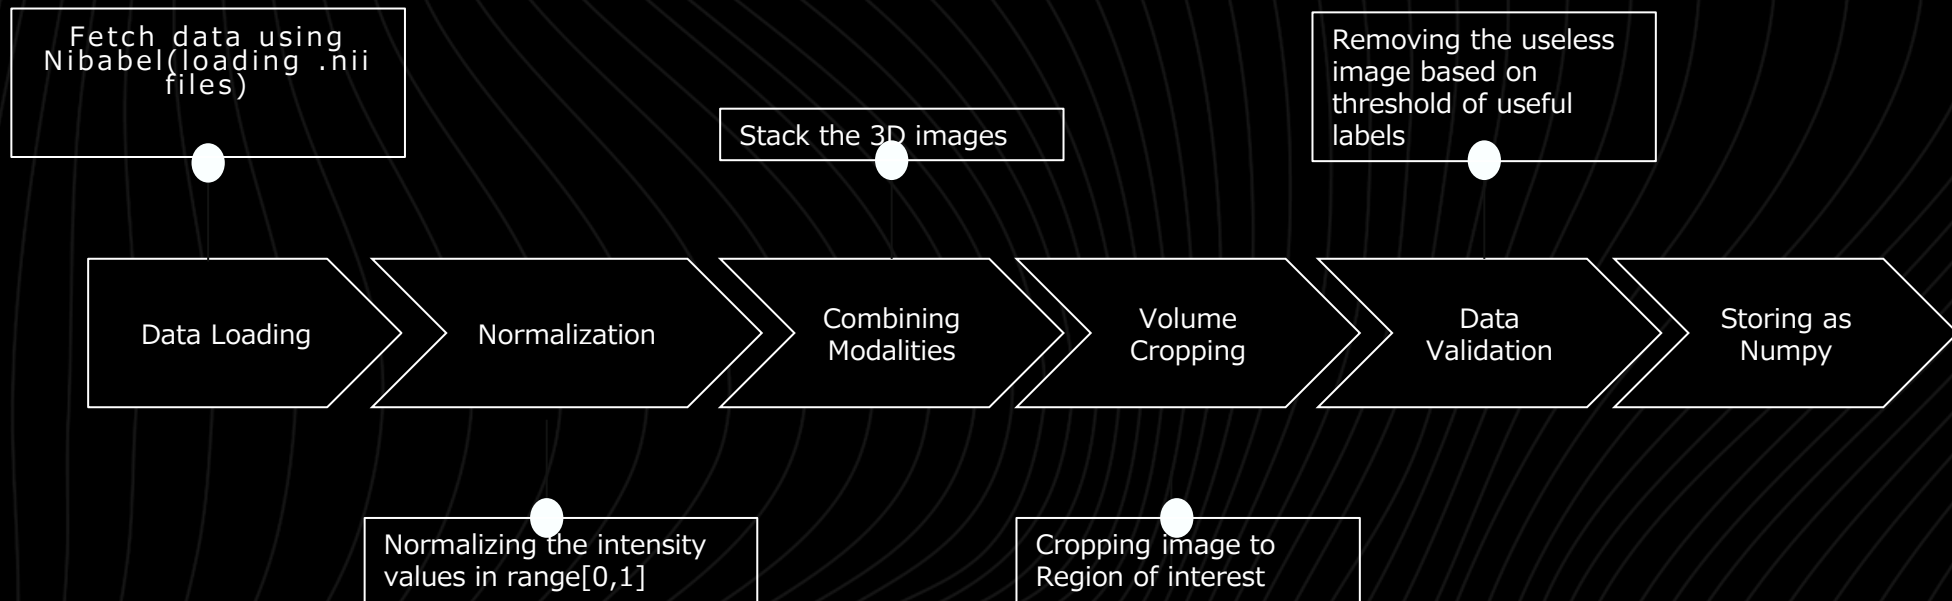 Fetch data using
Nibabel(loading .nii
files)
Stack the 3D images
Removing the useless
image based on
threshold of useful
labels
Data Loading
Normalization
Combining
Modalities
Volume
Cropping
Data
Validation
Storing as
Numpy
Normalizing the intensity
values in range[0,1]
Cropping image to
Region of interest